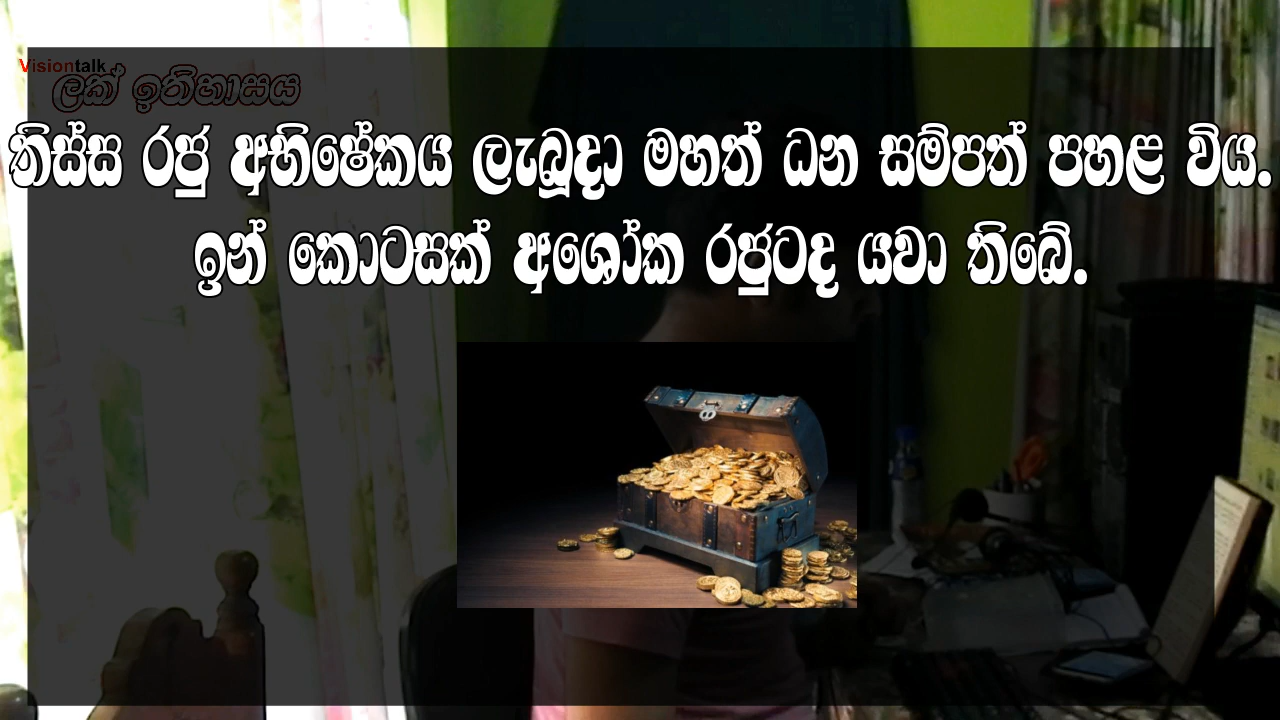 Visiontalk
ලක් ඉතිහාසය
තිස්ස රජු අභිෂේකය ලැබූදා මහත් ධන සම්පත් පහළ විය.
ඉන් කොටසක් අශෝක රජුටද යවා තිබේ.